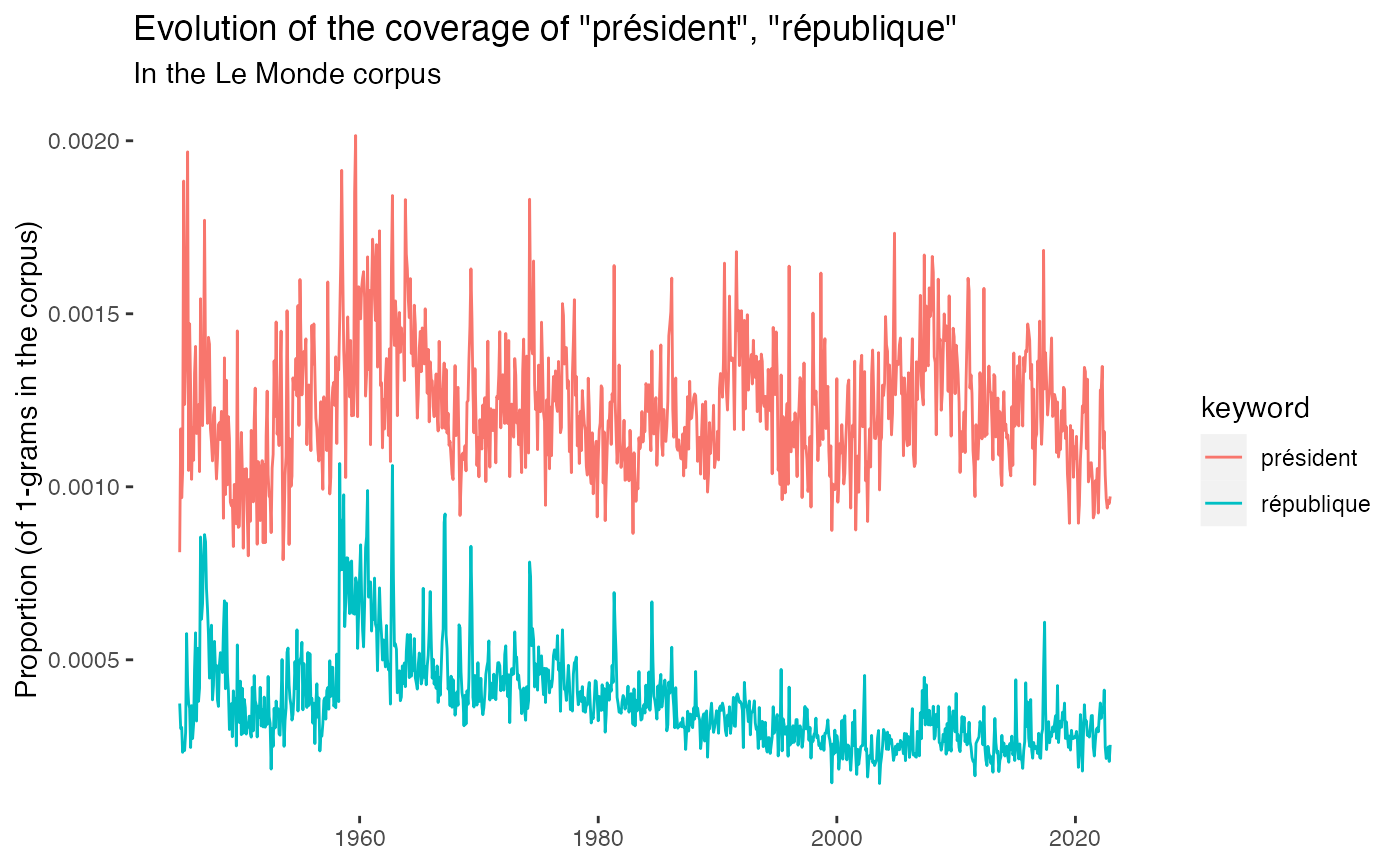 Evolution of the coverage of "président", "république"
In the Le Monde corpus
Proportion (of 1-grams in the corpus)
0.0020
0.0015
0.0010
0.0005
1960
1980
2000
2020
keyword
président
république